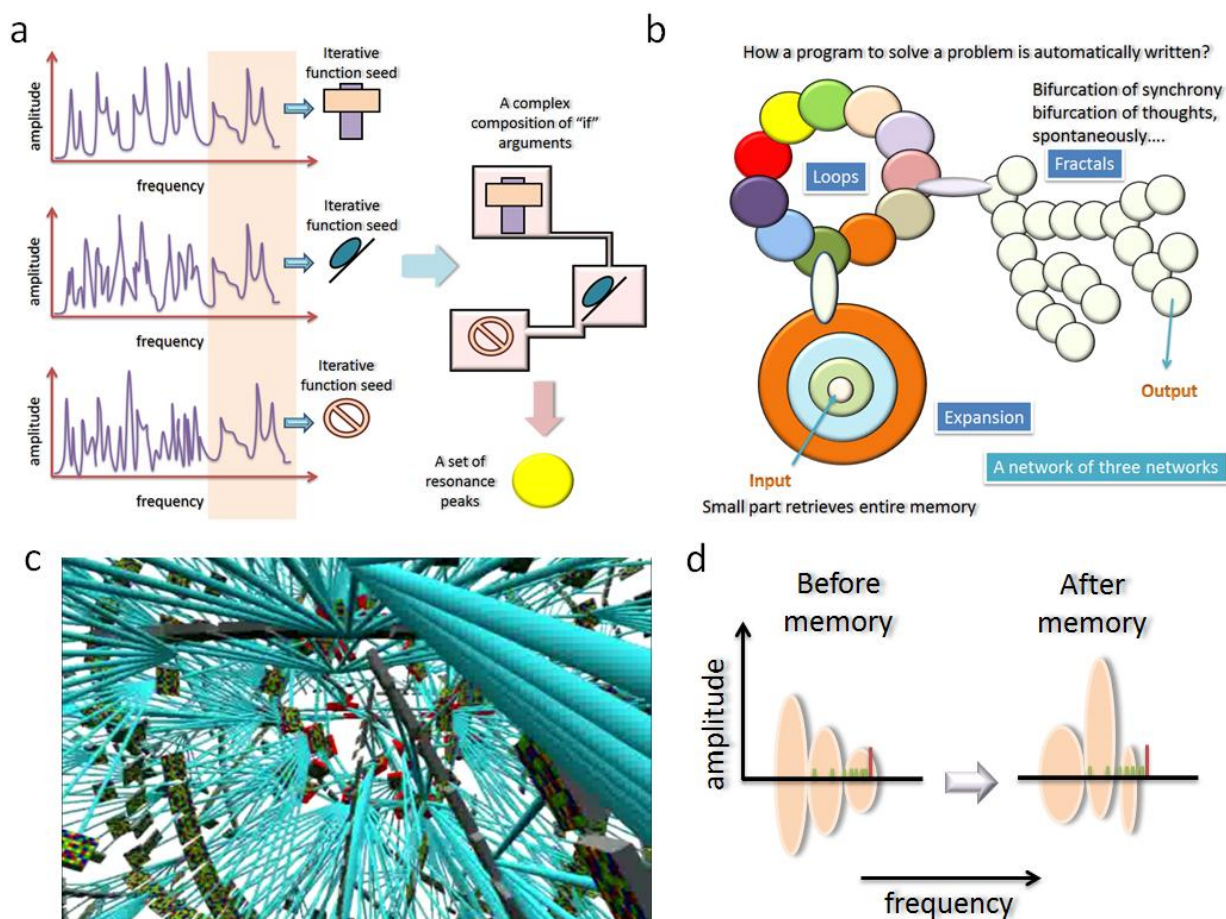 a
amplitude
frequency
Iterative
function seed
amplitude
frequency
Iterative
function seed
amplitude
frequency
Iterative
function seed
A complex
composition of “if”
arguments
A set of
resonance
peaks
b
How a program to solve a problem is automatically written?
Bifurcation of synchrony
bifurcation of thoughts,
spontaneously....
Loops
Fractals
Expansion
Output
Input
A network of three networks
Small part retrieves entire memory
c
d
Before
memory
After
memory
amplitude
frequency